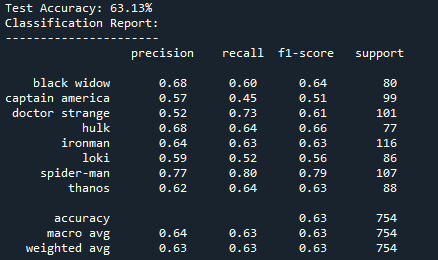 Test Accuracy: 63.13%
Classification Report:
----------------------
precision recall f1-score support
black widow 0.68 0.60 0.64 80
captain america 0.57 0.45 0.51 99
doctor strange 0.52 0.73 0.61 101
hulk 0.68 0.64 0.66 77
ironman 0.64 0.63 0.63 116
loki 0.59 0.52 0.56 86
spider-man 0.77 0.80 0.79 107
thanos 0.62 0.64 0.63 88
accuracy 0.63 754
macro avg 0.64 0.63 0.63 754
weighted avg 0.63 0.63 0.63 754